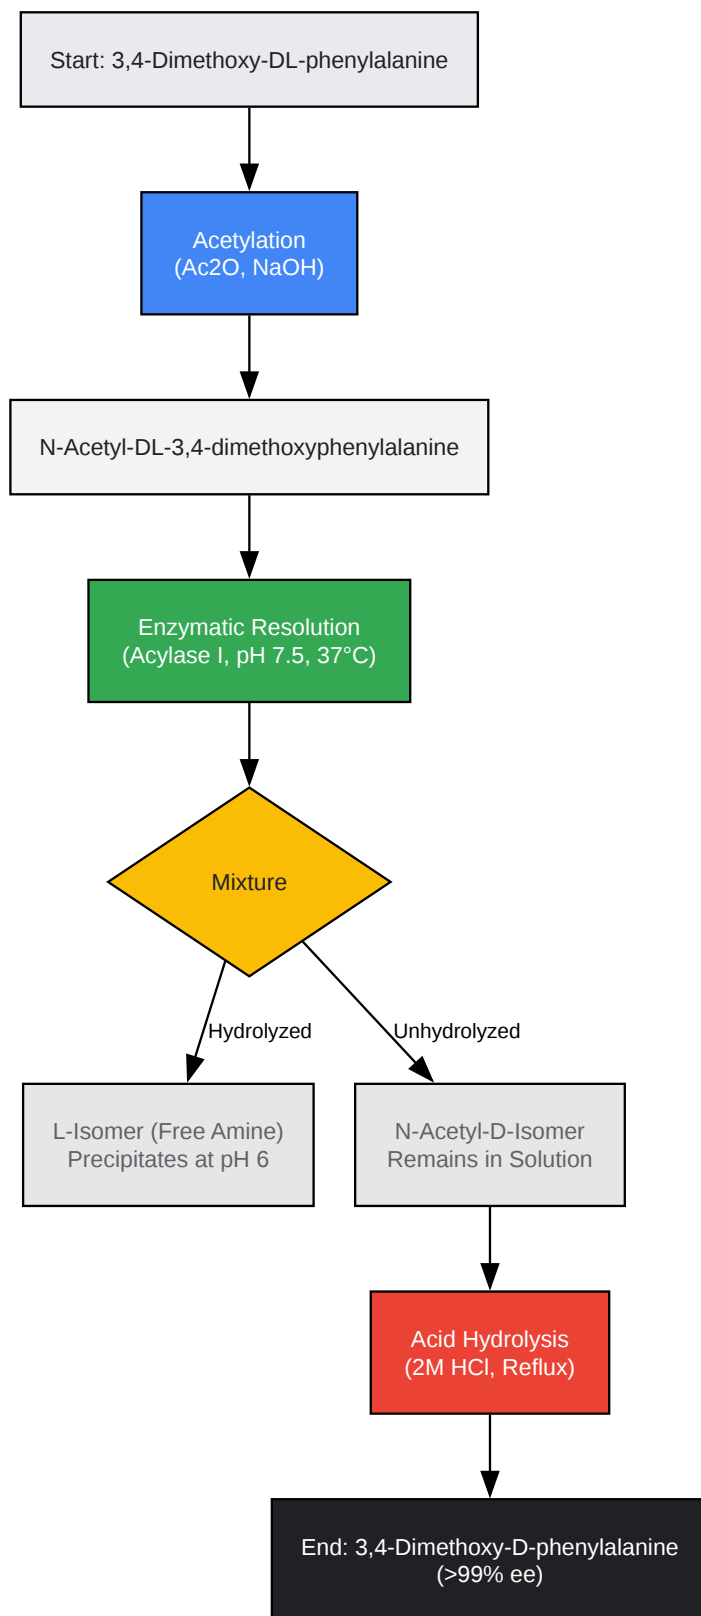 Start: 3,4-Dimethoxy-DL-phenylalanine
Acetylation
(Ac2O, NaOH)
N-Acetyl-DL-3,4-dimethoxyphenylalanine
Enzymatic Resolution
(Acylase I, pH 7.5, 37°C)
Mixture
Hydrolyzed
Unhydrolyzed
L-Isomer (Free Amine)
Precipitates at pH 6
N-Acetyl-D-Isomer
Remains in Solution
Acid Hydrolysis
(2M HCl, Reflux)
End: 3,4-Dimethoxy-D-phenylalanine
(>99% ee)